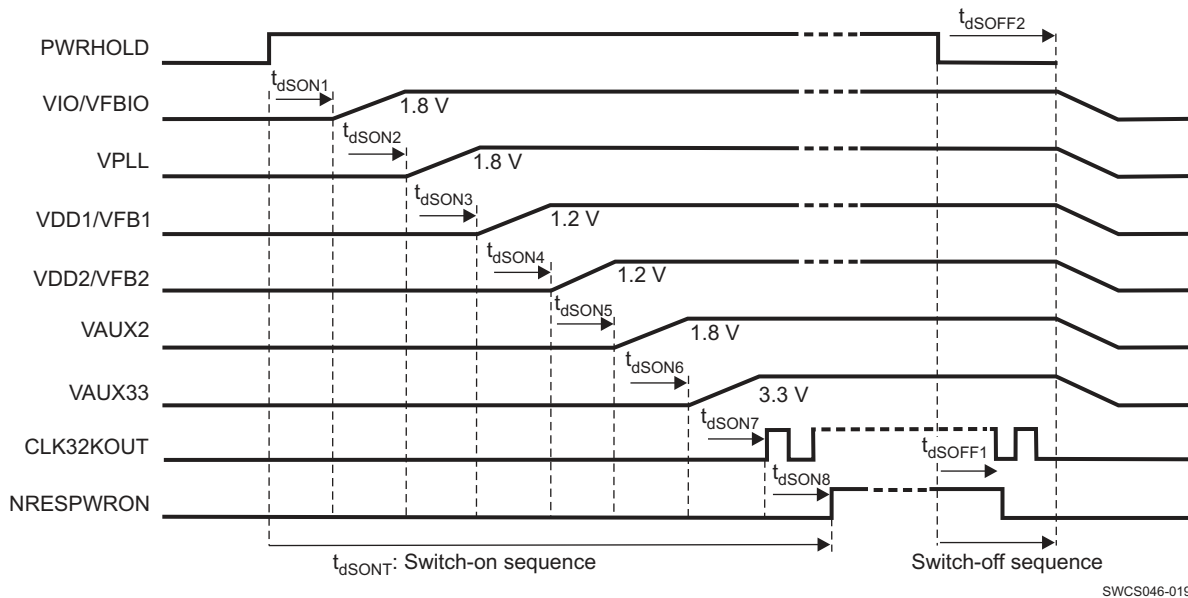 PWRHOLD
tdSOFF2
tdSON1
VIO/VFBIO
1.8 V
tdSON2
VPLL
1.8 V
tdSON3
VDD1/VFB1
1.2 V
tdSON4
VDD2/VFB2
1.2 V
tdSON5
VAUX2
1.8 V
tdSON6
VAUX33
3.3 V
tdSON7
CLK32KOUT
tdSOFF1
tdSON8
NRESPWRON
tdSONT: Switch-on sequence
Switch-off sequence
SWCS046-019